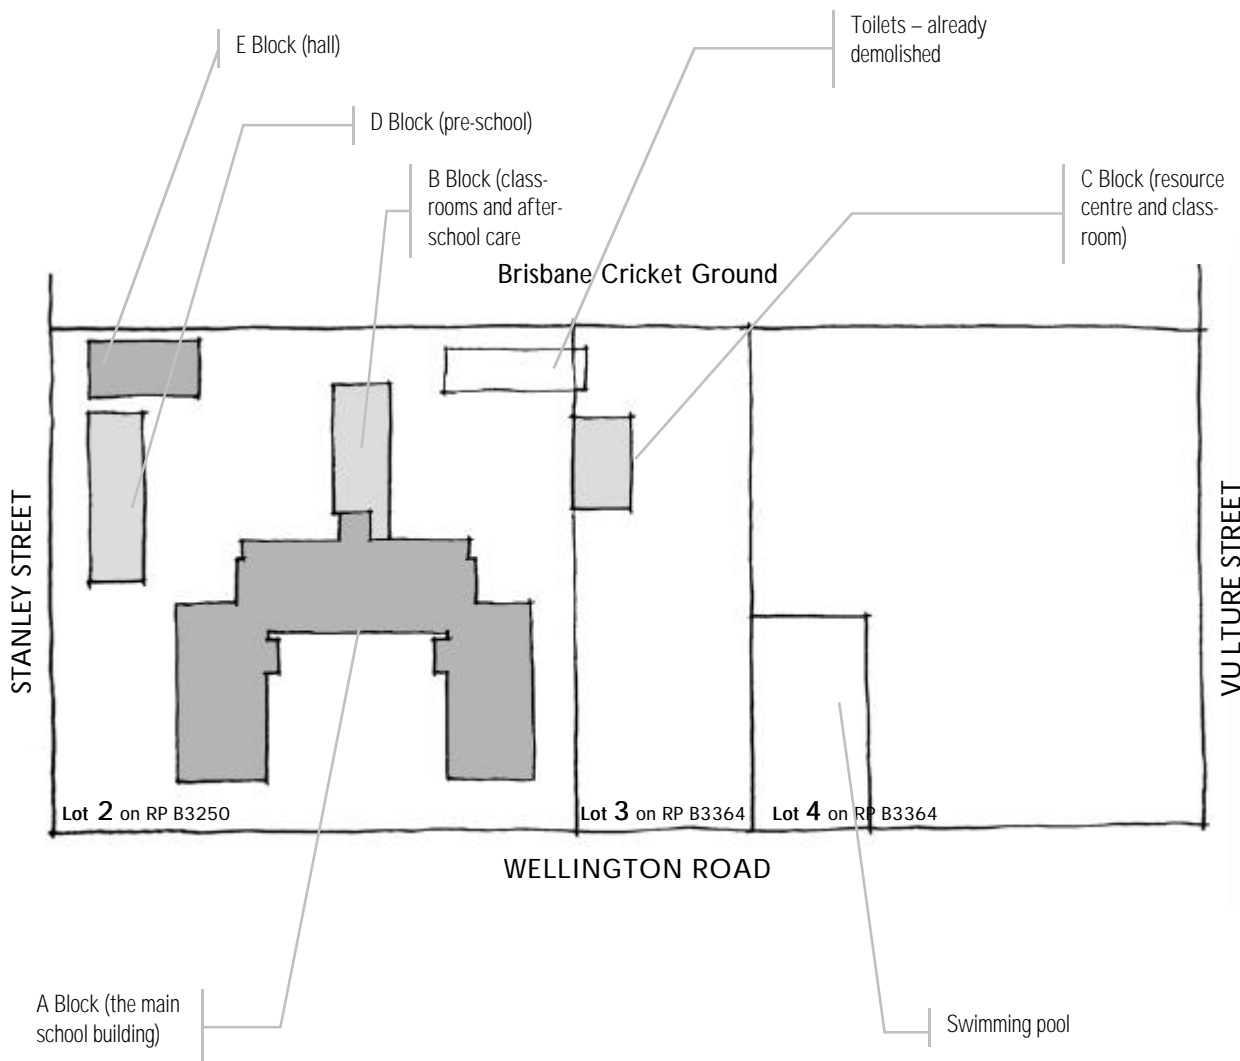 Toilets – already
demolished
E Block (hall)
D Block (pre-school)
B Block (class-
rooms and after-
school care
C Block (resource
centre and class-
room)
Brisbane Cricket Ground
STANLEY STREET
VULTURE STREET
Lot 2 on RP B3250
Lot 3 on RP B3364
Lot 4 on RP B3364
WELLINGTON ROAD
A Block (the main
school building)
Swimming pool